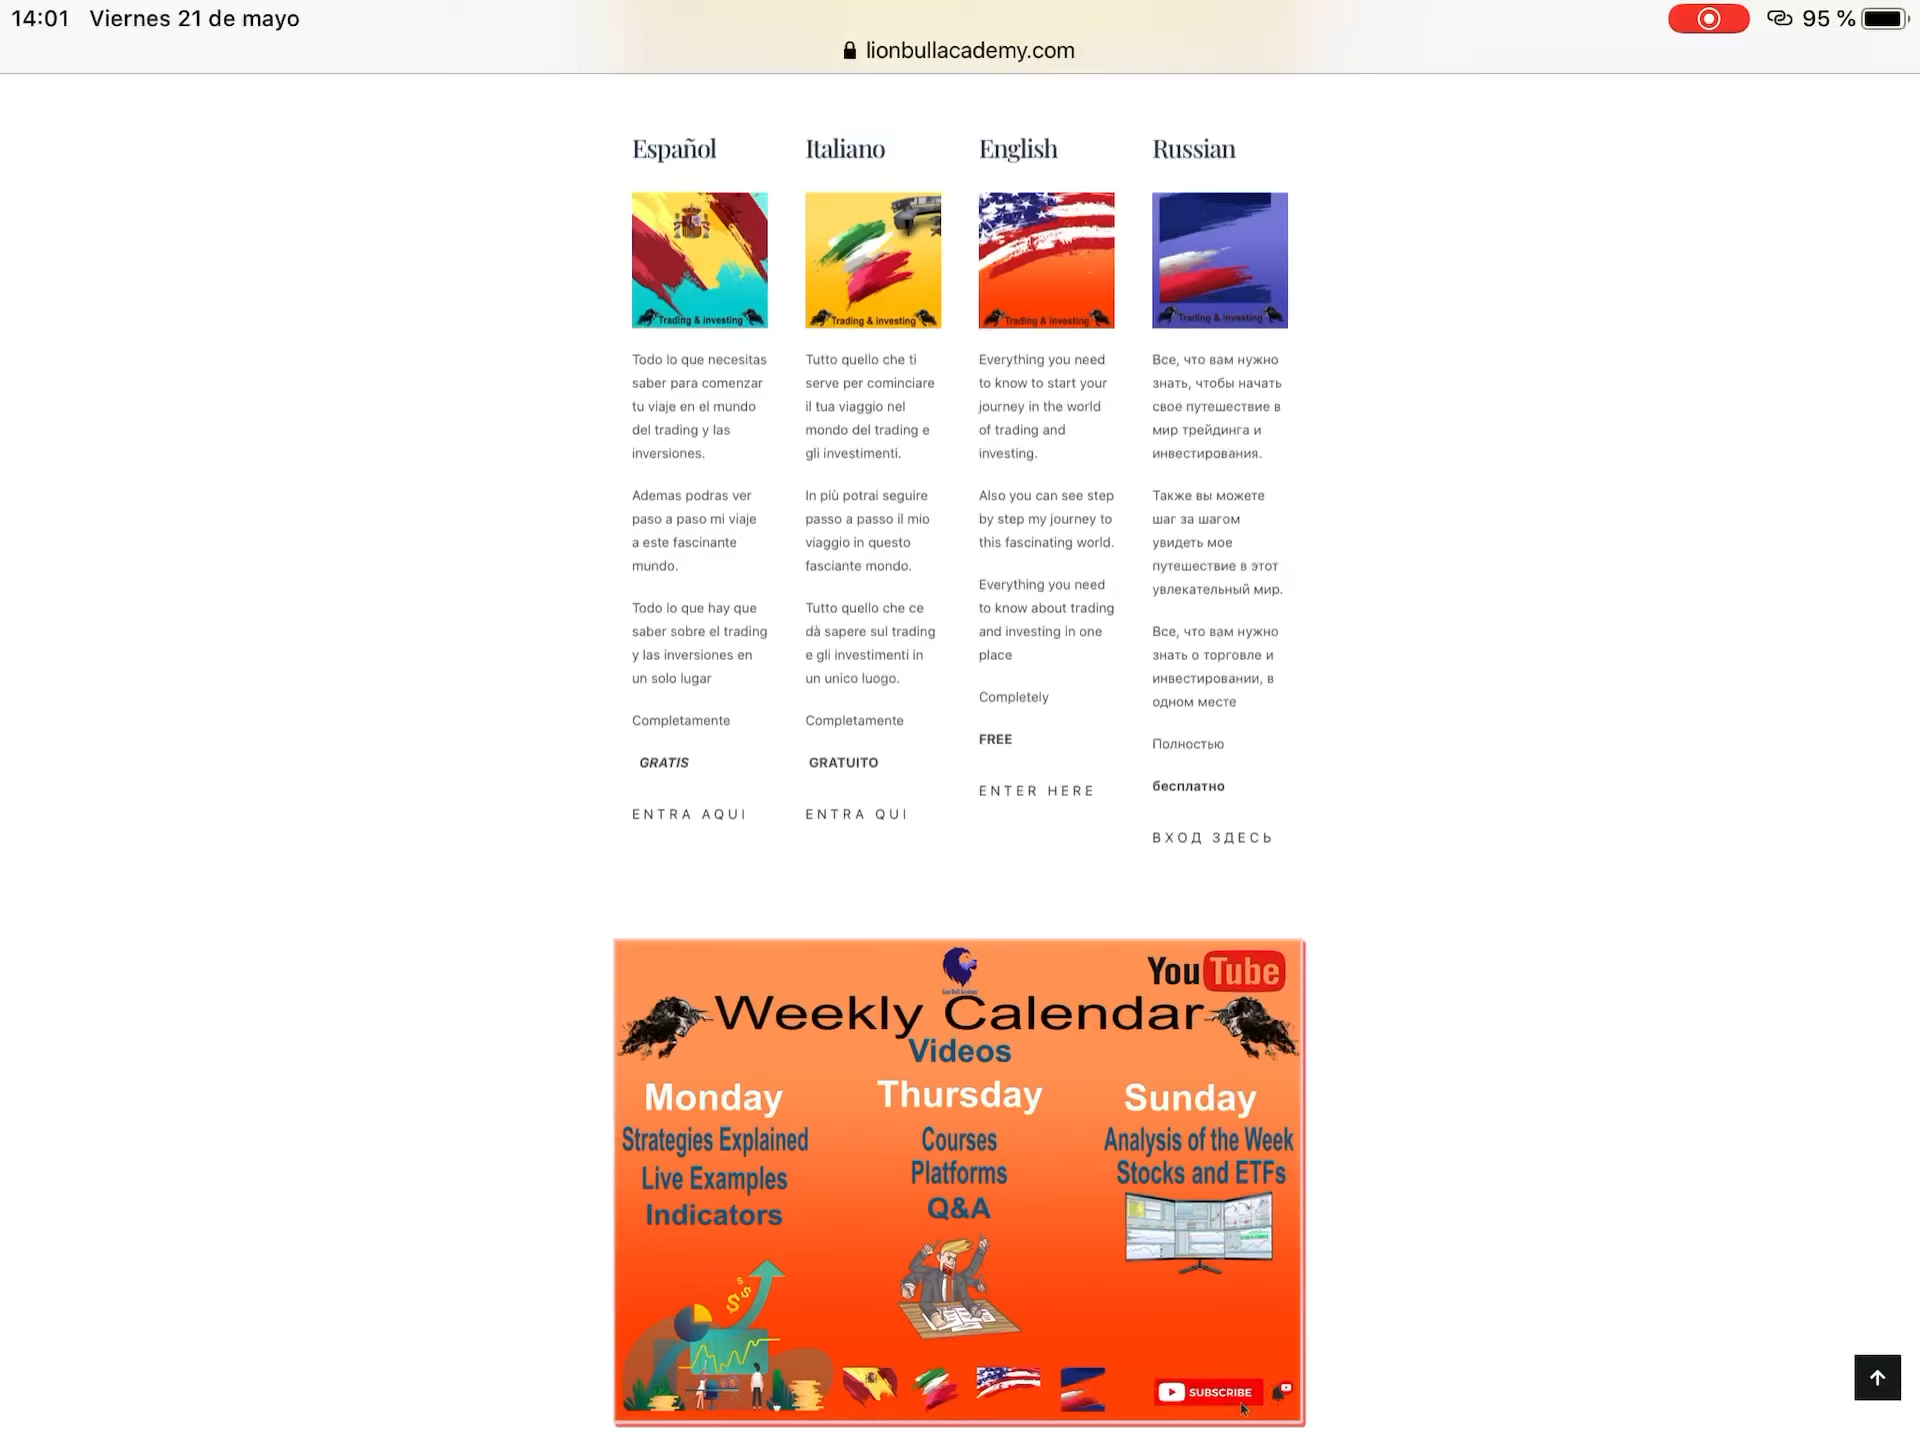 14:01 Viernes 21 de mayo
95 %
lionbullacademy.com
Español
Trading & investing
Todo lo que necesitas
saber para comenzar
tu viaje en el mundo
del trading y las
inversiones.
Ademas podras ver
paso a paso mi viaje
a este fascinante
mundo.
Todo lo que hay que
saber sobre el trading
y las inversiones en
un solo lugar
Completamente
GRATIS
ENTRA AQUI
Italiano
Trading & investing
Tutto quello che ti
serve per cominciare
il tua viaggio nel
mondo del trading e
gli investimenti.
In più potrai seguire
passo a passo il mio
viaggio in questo
fasciante mondo.
Tutto quello che ce
dà sapere sul trading
e gli investimenti in
un unico luogo.
Completamente
GRATUITO
ENTRA QUI
English
Trading & investing
Everything you need
to know to start your
journey in the world
of trading and
investing.
Also you can see step
by step my journey to
this fascinating world.
Everything you need
to know about trading
and investing in one
place
Completely
FREE
ENTER HERE
Russian
Trading & investing
Все, что вам нужно
знать, чтобы начать
свое путешествие в
мир трейдинга и
инвестирования.
Также вы можете
шаг за шагом
увидеть мое
путешествие в этот
увлекательный мир.
Все, что вам нужно
знать о торговле и
инвестировании, в
одном месте
Полностью
бесплатно
ВХОД ЗДЕСЬ
Lion Bull Academy
YouTube
Weekly Calendar
Videos
Monday
Strategies Explained
Live Examples
Indicators
Thursday
Courses
Platforms
Q&A
Sunday
Analysis of the Week
Stocks and ETFs
SUBSCRIBE